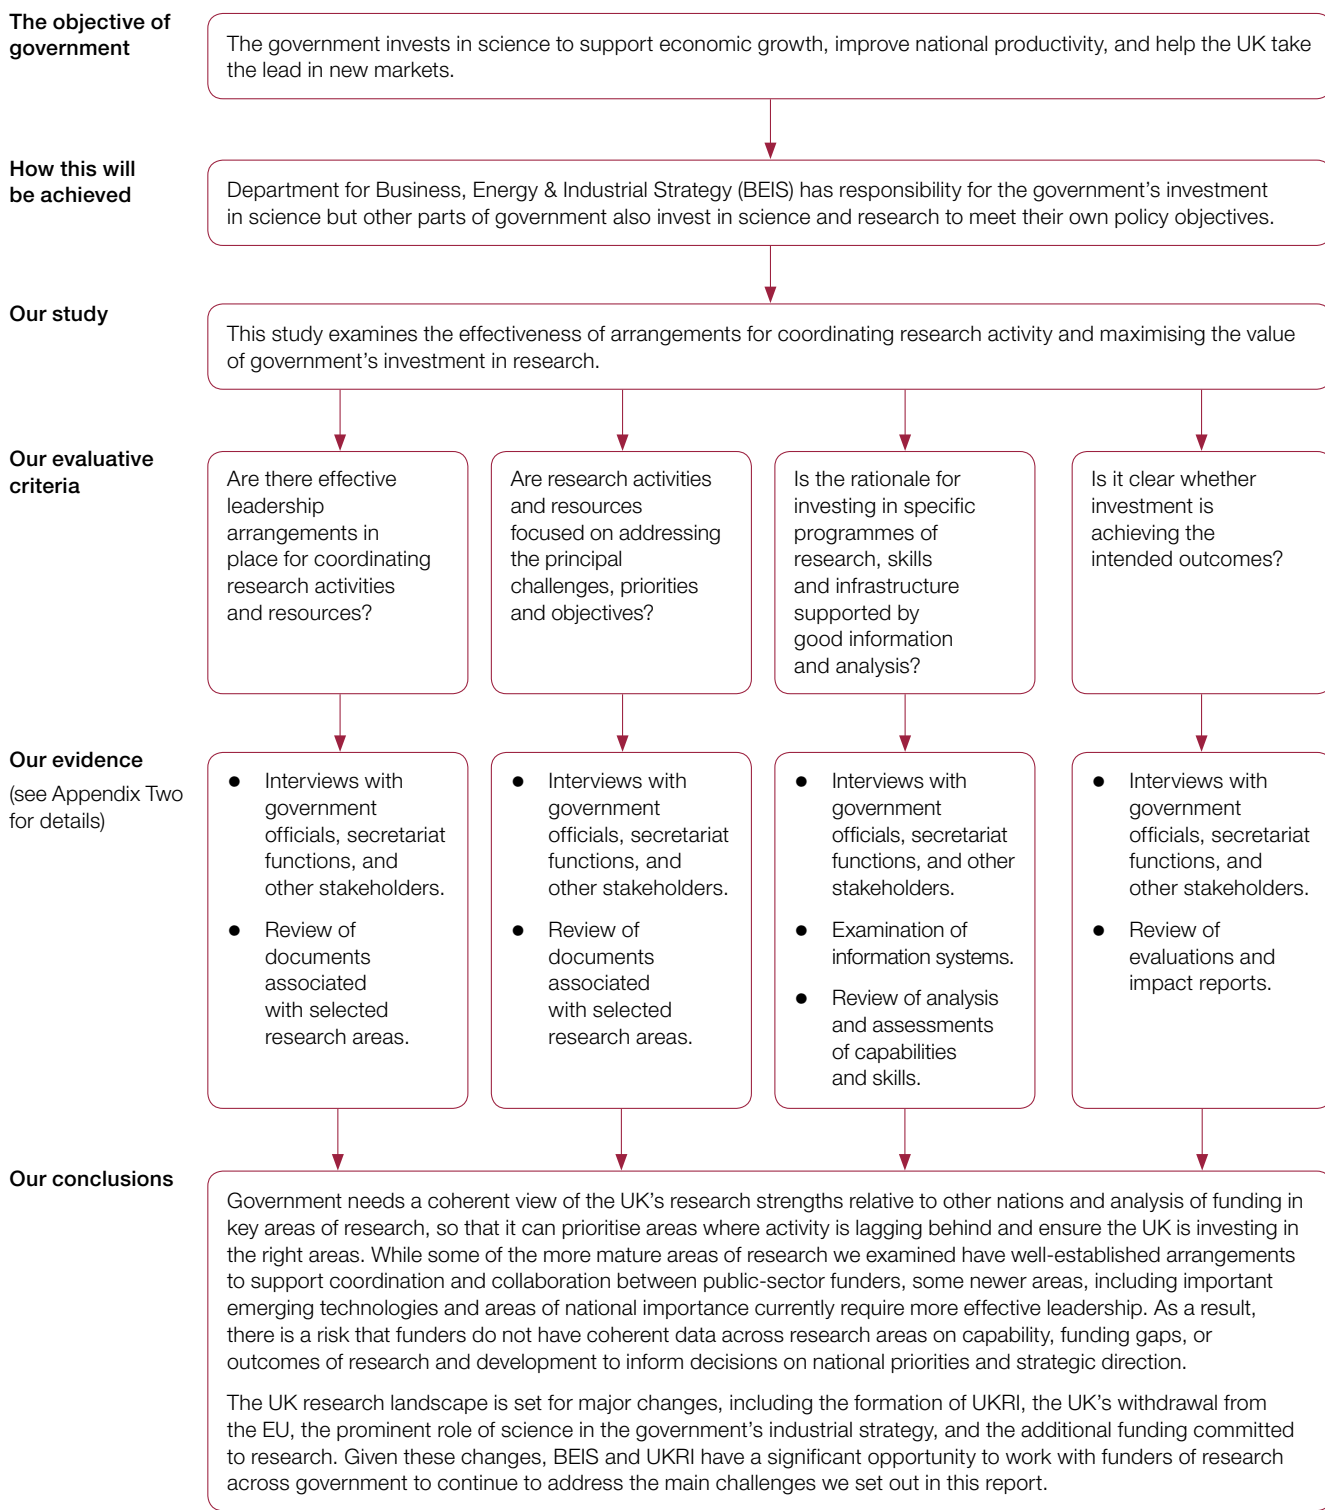 The objective of
government
The government invests in science to support economic growth, improve national productivity, and help the UK take
the lead in new markets.
How this will
be achieved
Department for Business, Energy & Industrial Strategy (BEIS) has responsibility for the government's investment
in science but other parts of government also invest in science and research to meet their own policy objectives.
Our study
This study examines the effectiveness of arrangements for coordinating research activity and maximising the value
of government's investment in research.
Our evaluative
criteria
Are there effective
leadership
arrangements in
place for coordinating
research activities
and resources?
Are research activities
and resources
focused on addressing
the principal
challenges, priorities
and objectives?
Is the rationale for
investing in specific
programmes of
research, skills
and infrastructure
supported by
good information
and analysis?
Is it clear whether
investment is
achieving the
intended outcomes?
Our evidence
(see Appendix Two
for details)
● Interviews with
government
officials, secretariat
functions, and
other stakeholders.
● Review of
documents
associated
with selected
research areas.
● Interviews with
government
officials, secretariat
functions, and
other stakeholders.
● Review of
documents
associated
with selected
research areas.
● Interviews with
government
officials, secretariat
functions, and other
stakeholders.
● Examination of
information systems.
● Review of analysis
and assessments
of capabilities
and skills.
● Interviews with
government
officials, secretariat
functions, and
other stakeholders.
● Review of
evaluations and
impact reports.
Our conclusions
Government needs a coherent view of the UK's research strengths relative to other nations and analysis of funding in
key areas of research, so that it can prioritise areas where activity is lagging behind and ensure the UK is investing in
the right areas. While some of the more mature areas of research we examined have well-established arrangements
to support coordination and collaboration between public-sector funders, some newer areas, including important
emerging technologies and areas of national importance currently require more effective leadership. As a result,
there is a risk that funders do not have coherent data across research areas on capability, funding gaps, or
outcomes of research and development to inform decisions on national priorities and strategic direction.
The UK research landscape is set for major changes, including the formation of UKRI, the UK's withdrawal from
the EU, the prominent role of science in the government's industrial strategy, and the additional funding committed
to research. Given these changes, BEIS and UKRI have a significant opportunity to work with funders of research
across government to continue to address the main challenges we set out in this report.